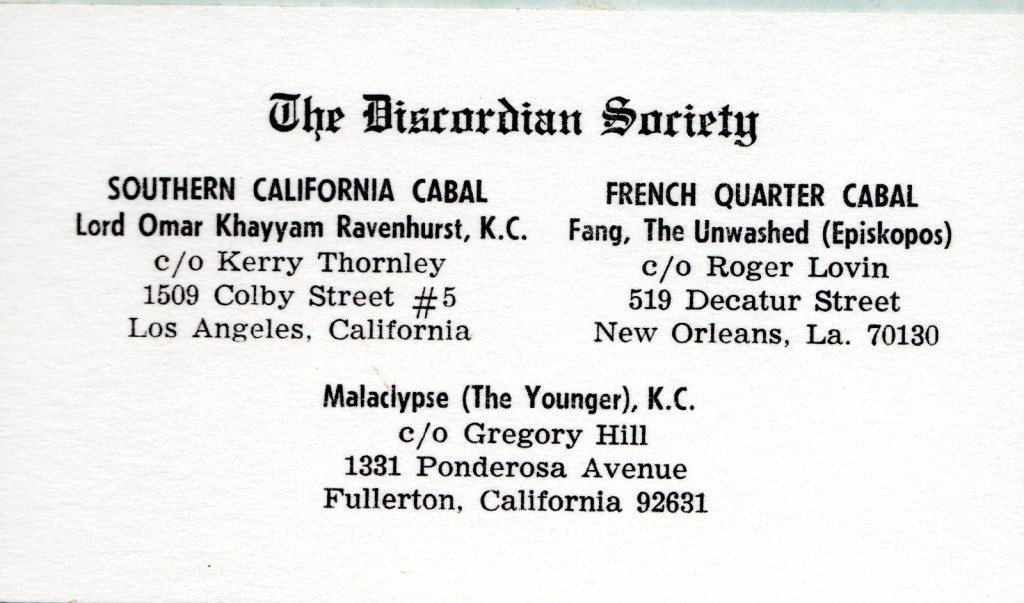 The Discordian Society
SOUTHERN CALIFORNIA CABAL
Lord Omar Khayyam Ravenhurst, K.C.
c/o Kerry Thornley
1509 Colby Street #5
Los Angeles, California
FRENCH QUARTER CABAL
Fang, The Unwashed (Episkopos)
c/o Roger Lovin
519 Decatur Street
New Orleans, La. 70130
Malaclypse (The Younger), K.C.
c/o Gregory Hill
1331 Ponderosa Avenue
Fullerton, California 92631